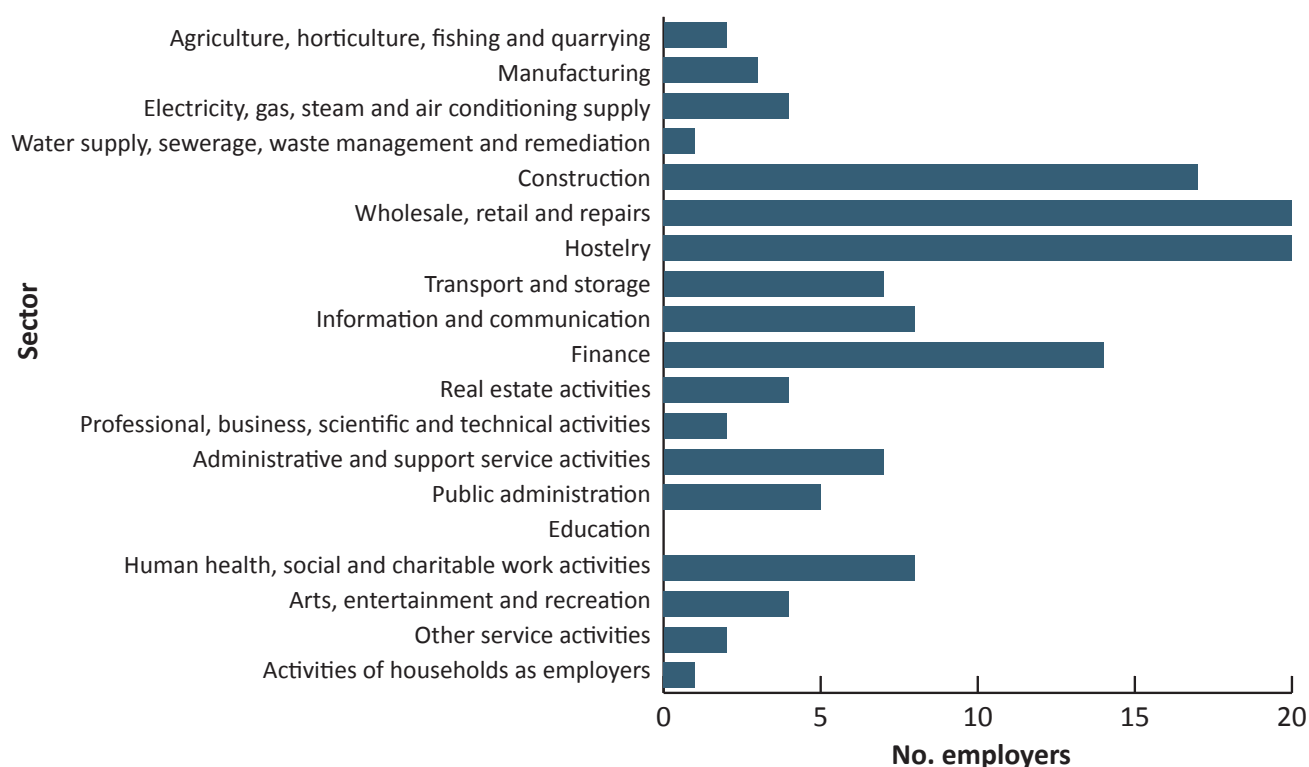 Agriculture, horticulture, fishing and quarrying
Manufacturing
Electricity, gas, steam and air conditioning supply
Water supply, sewerage, waste management and remediation
Construction
Wholesale, retail and repairs
Hostelry
Transport and storage
Information and communication
Finance
Real estate activities
Professional, business, scientific and technical activities
Administrative and support service activities
Public administration
Education
Human health, social and charitable work activities
Arts, entertainment and recreation
Other service activities
Activities of households as employers
Sector
0 5 10 15 20
No. employers